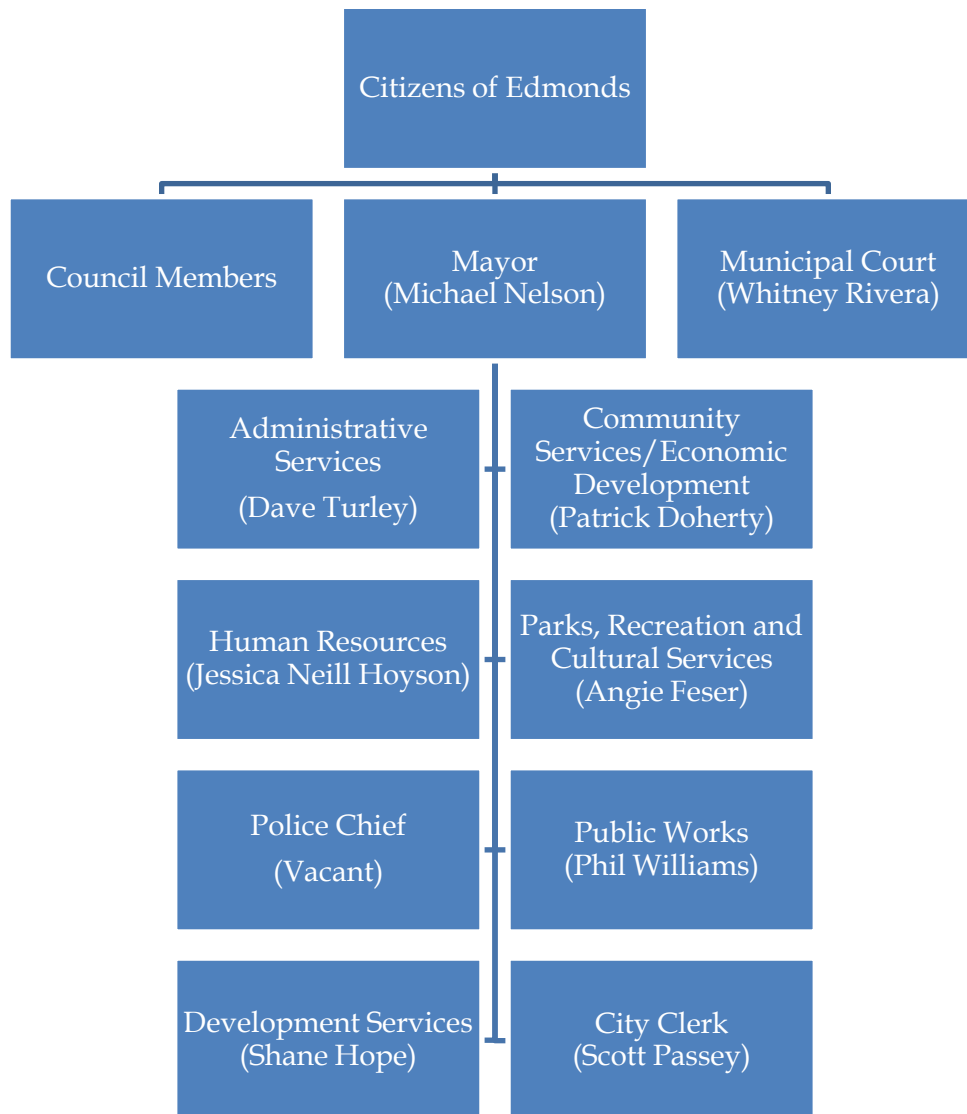 Citizens of Edmonds
Council Members
Mayor
(Michael Nelson)
Municipal Court
(Whitney Rivera)
Administrative
Services
(Dave Turley)
Community
Services/Economic
Development
(Patrick Doherty)
Human Resources
(Jessica Neill Hoyson)
Parks, Recreation and
Cultural Services
(Angie Feser)
Police Chief
(Vacant)
Public Works
(Phil Williams)
Development Services
(Shane Hope)
City Clerk
(Scott Passey)